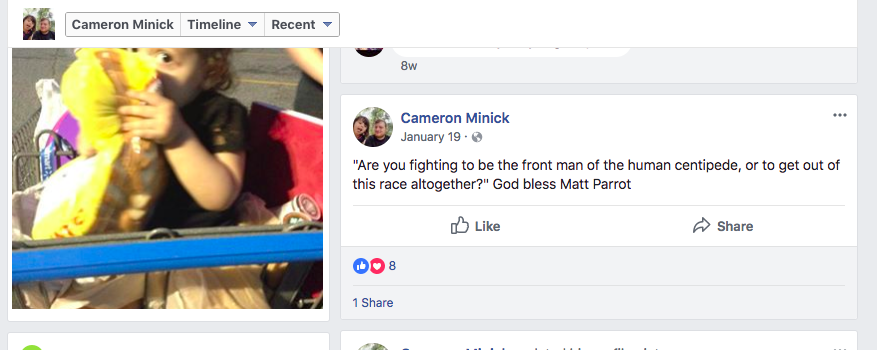 Cameron Minick
Timeline
Recent
8w
Cameron Minick
January 19 ·
"Are you fighting to be the front man of the human centipede, or to get out of
this race altogether?" God bless Matt Parrot
Like
Share
8
1 Share